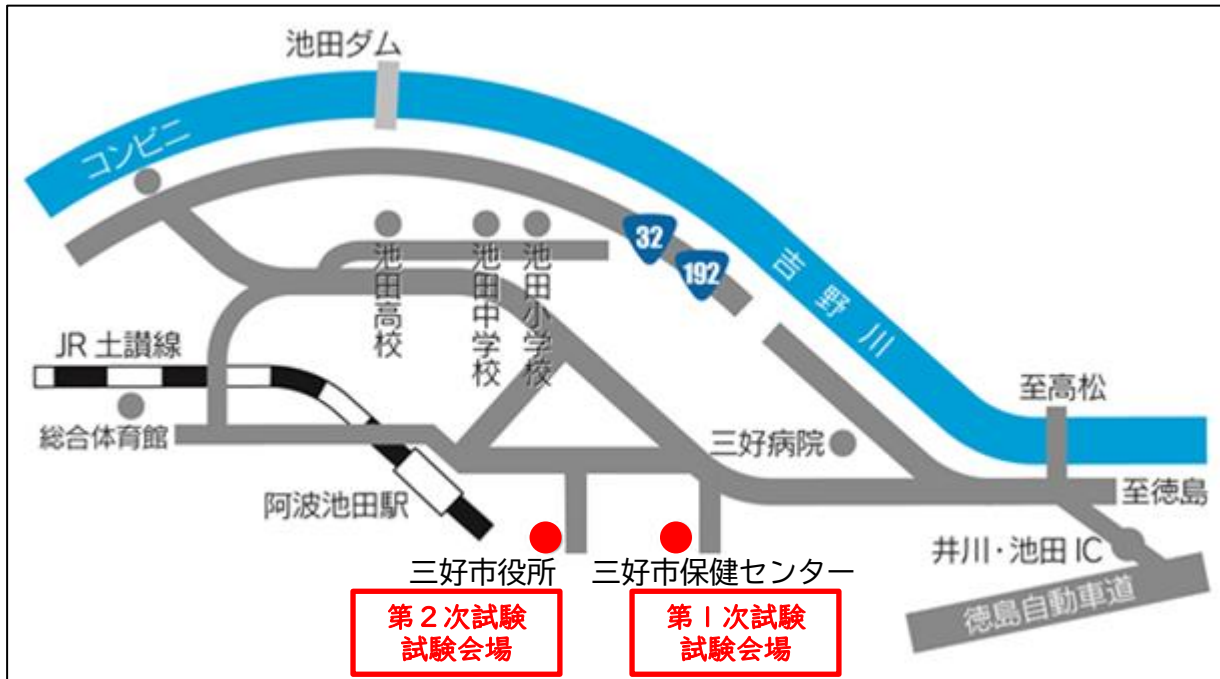 池田ダム
コンビニ
32
192
吉野川
池田高校
池田中学校
池田小学校
JR 土讃線
総合体育館
阿波池田駅
三好病院
至高松
至徳島
井川・池田 IC
徳島自動車道
三好市役所
三好市保健センター
第２次試験
試験会場
第１次試験
試験会場